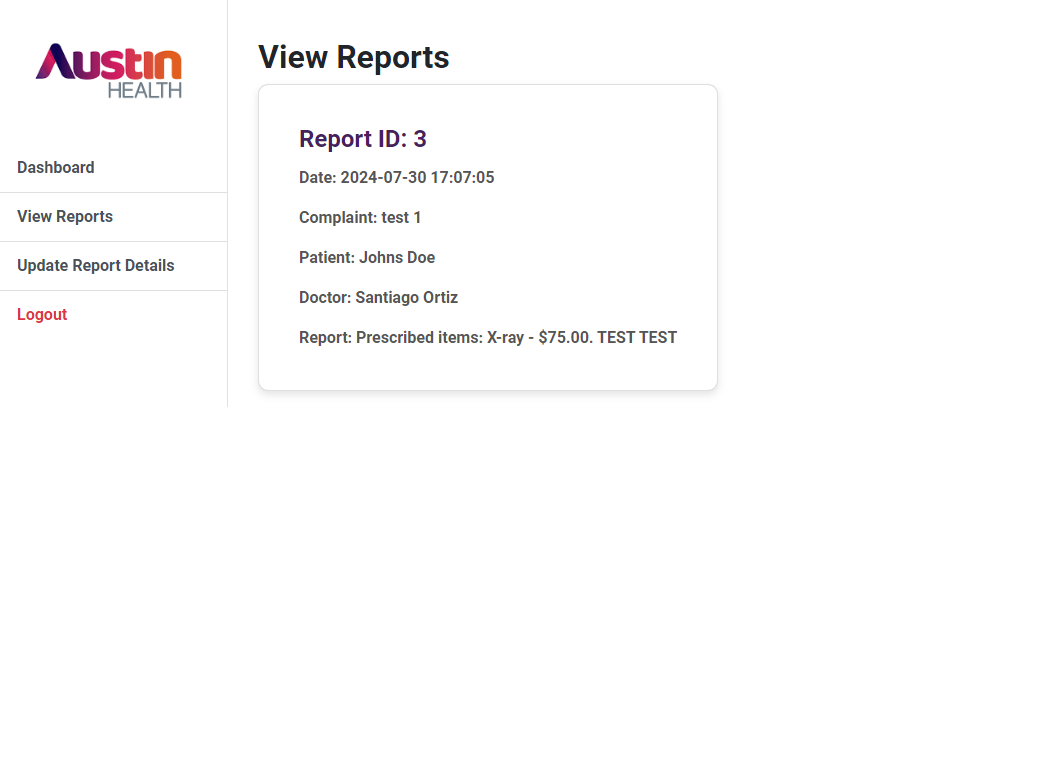 Austin
HEALTH
Dashboard
View Reports
Update Report Details
Logout
View Reports
Report ID: 3
Date: 2024-07-30 17:07:05
Complaint: test 1
Patient: Johns Doe
Doctor: Santiago Ortiz
Report: Prescribed items: X-ray - $75.00. TEST TEST